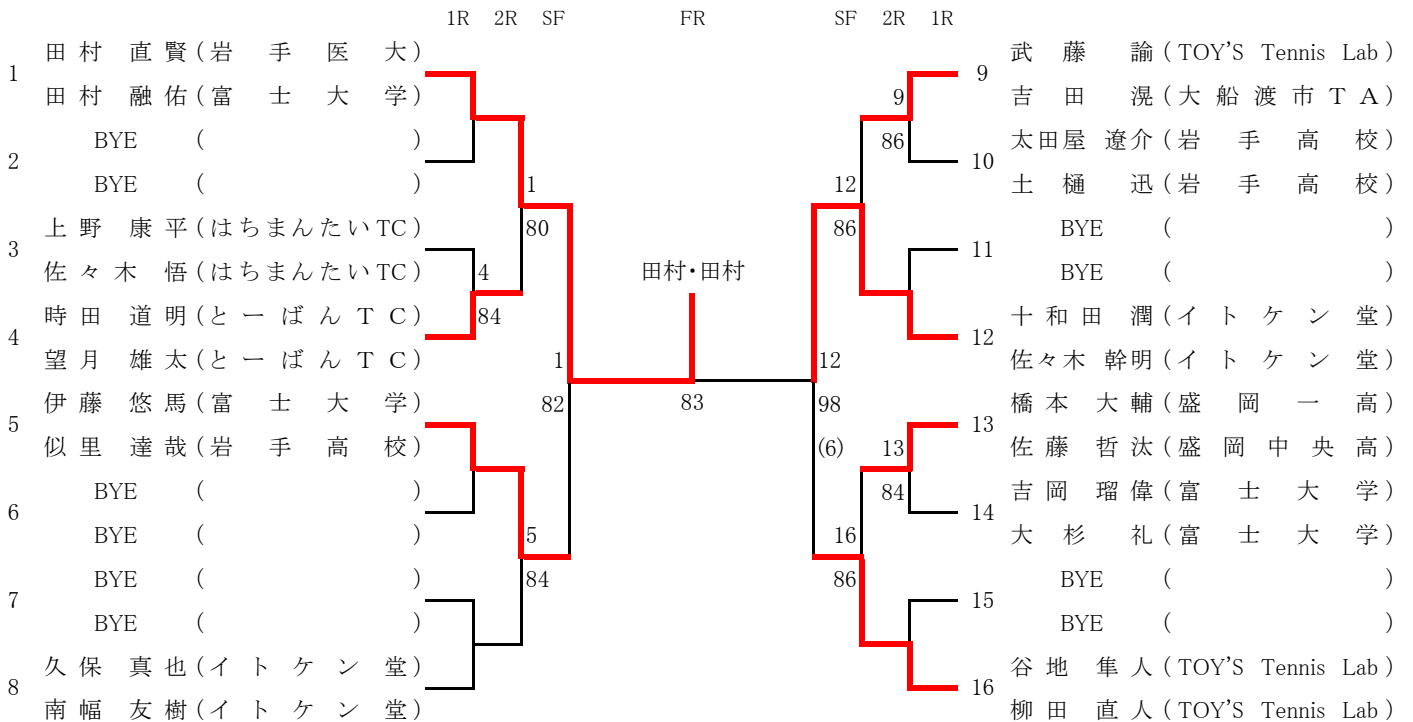 1R 2R SF FR SF 2R 1R
田村 直賢(岩手医大) 武藤 諭(TOY'S Tennis Lab)
1 9
田村 融佑(富士大学) 9 吉田 滉(大船渡市TA)
BYE ( ) 86 太田屋 遼介(岩手高校)
2 10
BYE ( ) 1 12 土樋 迅(岩手高校)
上野 康平(はちまんたいTC) 80 86 BYE ( )
3 11
佐々木 悟(はちまんたいTC) 4 田村・田村 BYE ( )
時田 道明(とーばんTC) 84 十和田 潤(イトケン堂)
4 12
望月 雄太(とーばんTC) 1 12 佐々木 幹明(イトケン堂)
伊藤 悠馬(富士大学) 82 83 98 橋本 大輔(盛岡一高)
5 13
似里 達哉(岩手高校) (6) 13 佐藤 哲汰(盛岡中央高)
BYE ( ) 84 吉岡 瑠偉(富士大学)
6 14
BYE ( ) 5 16 大杉 礼(富士大学)
BYE ( ) 84 86 BYE ( )
7 15
BYE ( ) BYE ( )
久保 真也(イトケン堂) 谷地 隼人(TOY'S Tennis Lab)
8 16
南幅 友樹(イトケン堂) 柳田 直人(TOY'S Tennis Lab)